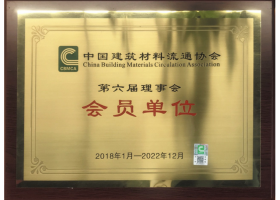 中国建筑材料流通协会
China Building Materials Circulation Association
第六届理事会
会员单位
2018年1月—2022年12月